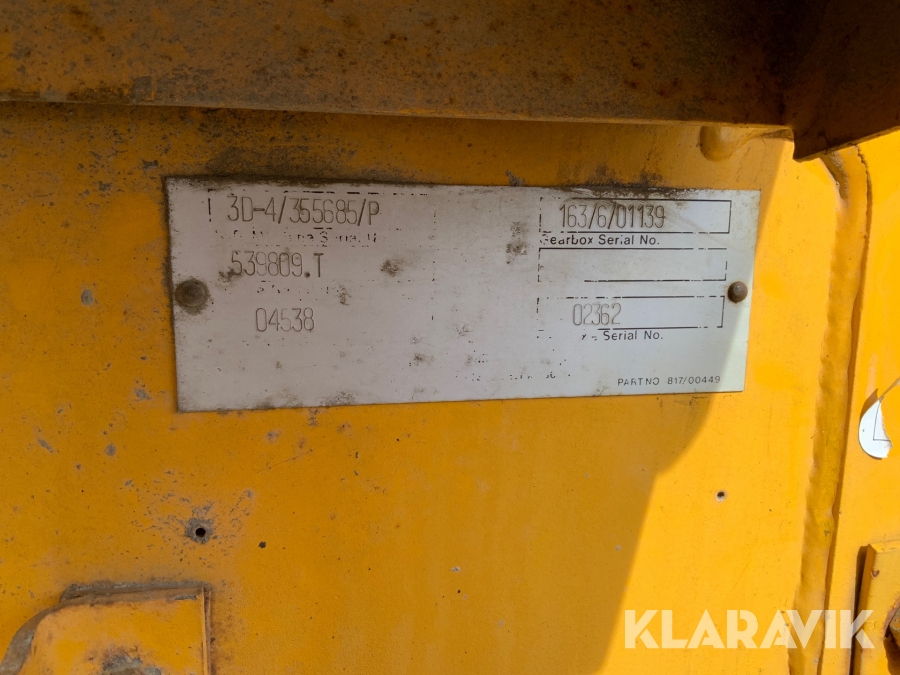 3D-4/355685/P
163/6/01139
Gearbox Serial No.
539809.T
04538
02362
Serial No.
PART NO 817/00449
KLARAVIK